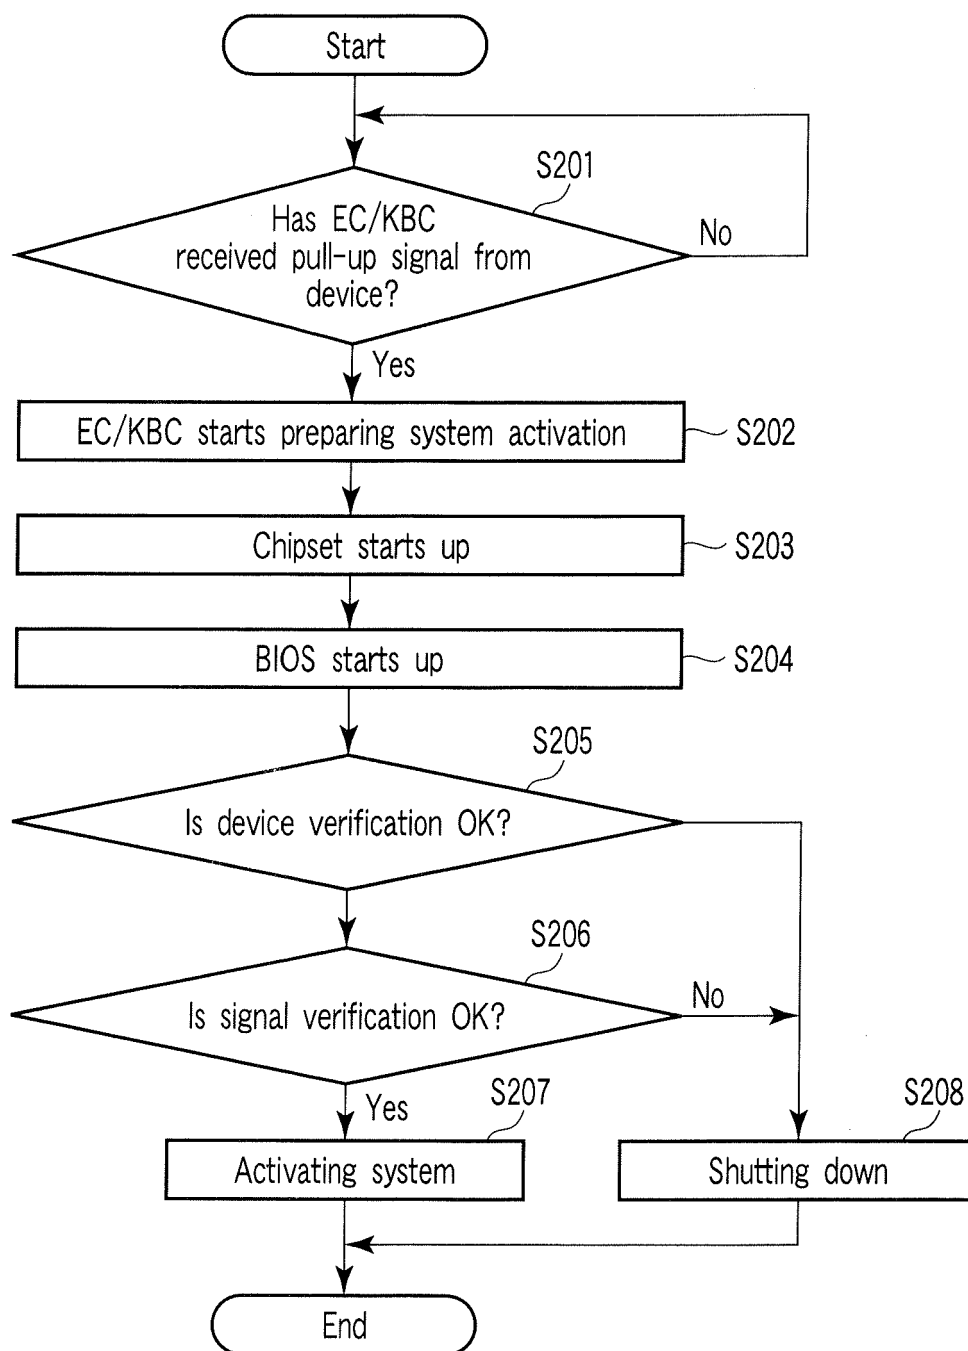 Start
S201
Has EC/KBC
received pull-up signal from
device?
No
Yes
EC/KBC starts preparing system activation
S202
Chipset starts up
S203
BIOS starts up
S204
S205
Is device verification OK?
S206
Is signal verification OK?
No
Yes
S207
S208
Activating system
Shutting down
End